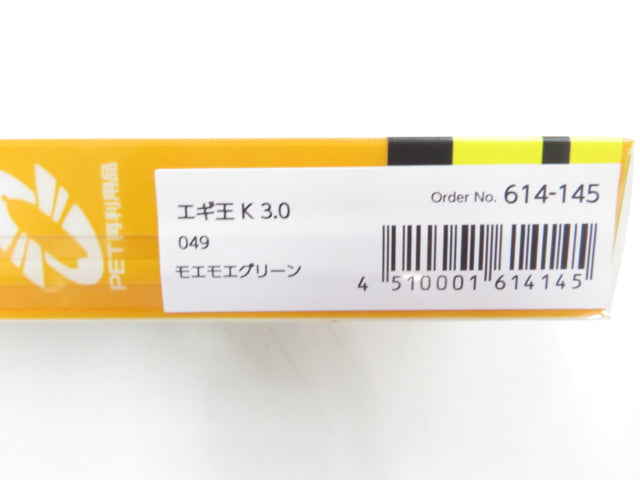 PET再利用品
エギ王 K 3.0
Order No. 614-145
049
モエモエグリーン
4 510001 614145